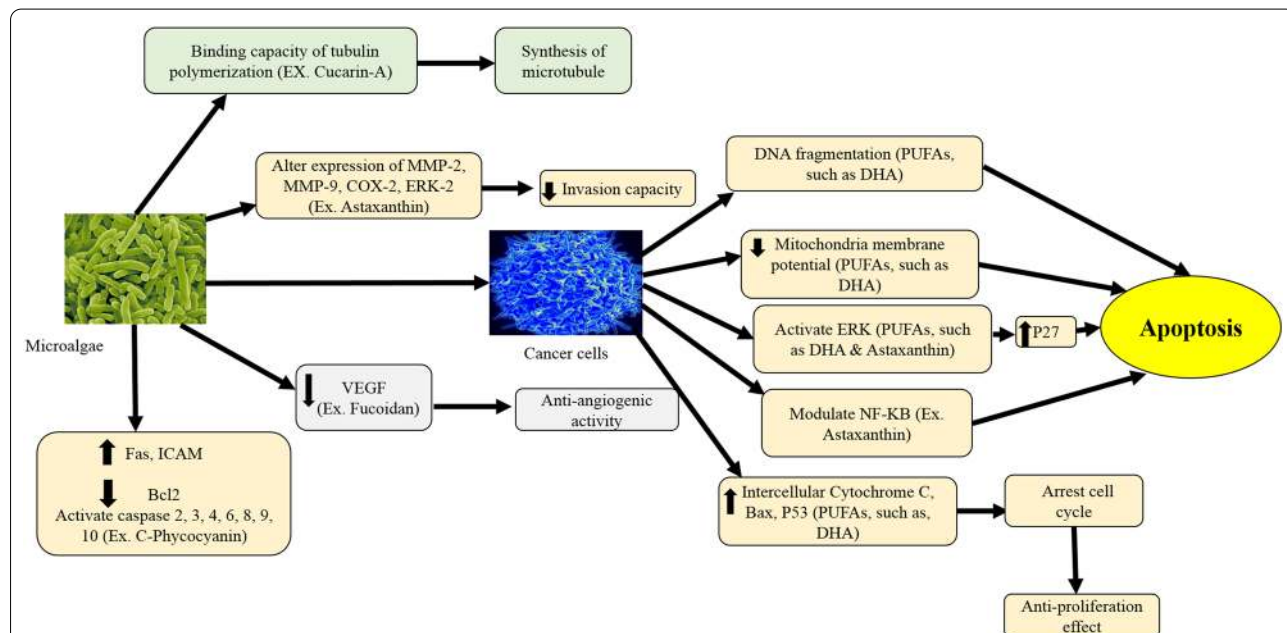 Binding capacity of tubulin
polymerization (EX. Cucarin-A)
Synthesis of
microtubule
Alter expression of MMP-2,
MMP-9, COX-2, ERK-2
(Ex. Astaxanthin)
Invasion capacity
DNA fragmentation (PUFAs,
such as DHA)
Mitochondria membrane
potential (PUFAs, such as
DHA)
Activate ERK (PUFAs, such
as DHA & Astaxanthin)
P27
Apoptosis
Microalgae
Cancer cells
VEGF
(Ex. Fucoidan)
Anti-angiogenic
activity
Modulate NF-KB (Ex.
Astaxanthin)
Fas, ICAM
Bcl2
Activate caspase 2, 3, 4, 6, 8, 9,
10 (Ex. C-Phycocyanin)
Intercellular Cytochrome C,
Bax, P53 (PUFAs, such as,
DHA)
Arrest cell
cycle
Anti-proliferation
effect